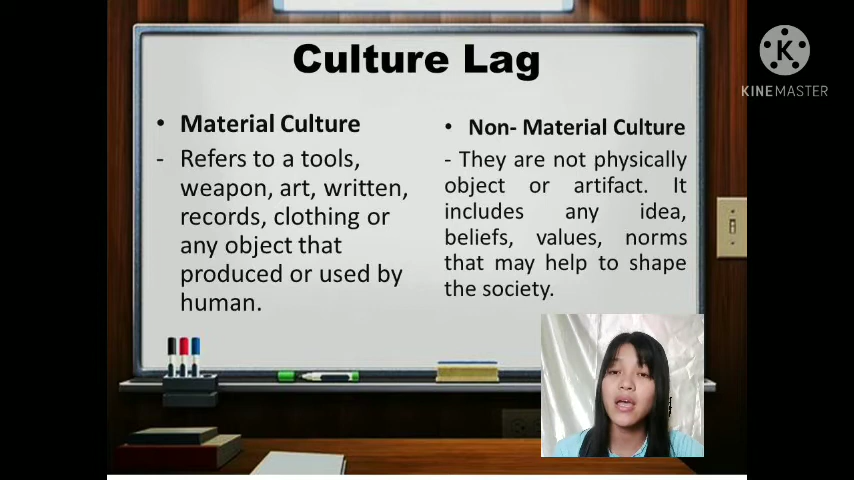 Culture Lag
• Material Culture
- Refers to a tools,
weapon, art, written,
records, clothing or
any object that
produced or used by
human.
• Non- Material Culture
- They are not physically
object or artifact. It
includes any idea,
beliefs, values, norms
that may help to shape
the society.
K
KINEMASTER